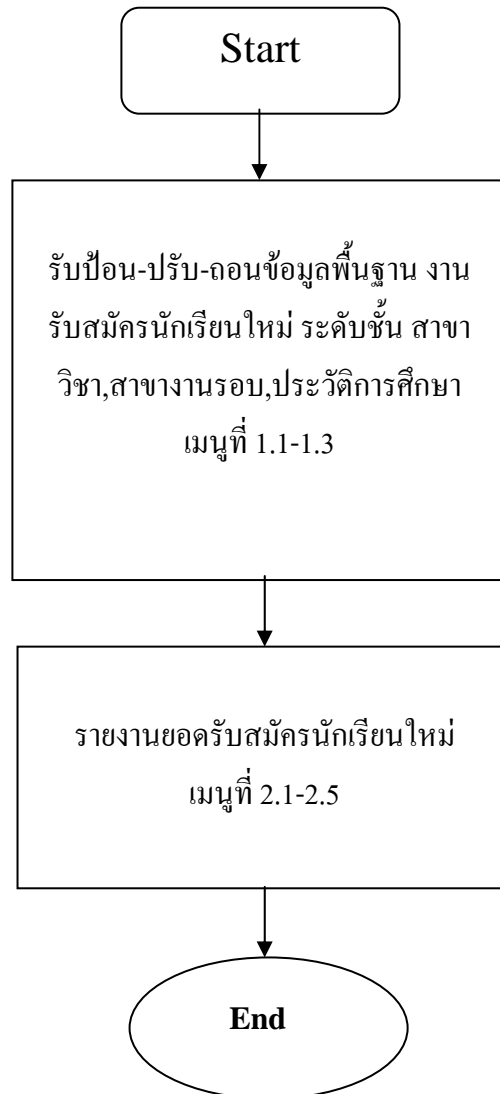 Start
รับป้อน-ปรับ-ถอนข้อมูลพื้นฐาน งาน
รับสมัครนักเรียนใหม่ ระดับชั้น สาขา
วิชา,สาขางานรอบ,ประวัติการศึกษา
เมนูที่ 1.1-1.3
รายงานยอดรับสมัครนักเรียนใหม่
เมนูที่ 2.1-2.5
End